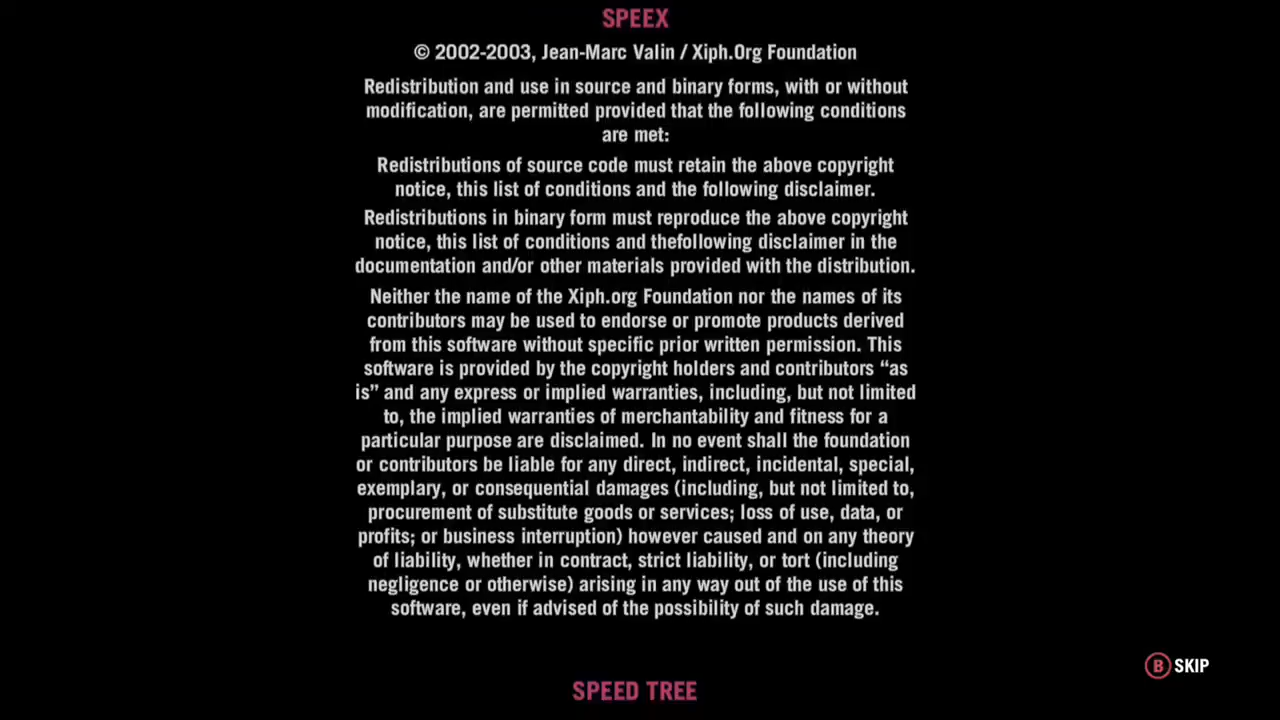 SPEEX
© 2002-2003, Jean-Marc Valin / Xiph.Org Foundation
Redistribution and use in source and binary forms, with or without
modification, are permitted provided that the following conditions
are met:
Redistributions of source code must retain the above copyright
notice, this list of conditions and the following disclaimer.
Redistributions in binary form must reproduce the above copyright
notice, this list of conditions and thefollowing disclaimer in the
documentation and/or other materials provided with the distribution.
Neither the name of the Xiph.org Foundation nor the names of its
contributors may be used to endorse or promote products derived
from this software without specific prior written permission. This
software is provided by the copyright holders and contributors “as
is” and any express or implied warranties, including, but not limited
to, the implied warranties of merchantability and fitness for a
particular purpose are disclaimed. In no event shall the foundation
or contributors be liable for any direct, indirect, incidental, special,
exemplary, or consequential damages (including, but not limited to,
procurement of substitute goods or services; loss of use, data, or
profits; or business interruption) however caused and on any theory
of liability, whether in contract, strict liability, or tort (including
negligence or otherwise) arising in any way out of the use of this
software, even if advised of the possibility of such damage.
B SKIP
SPEED TREE